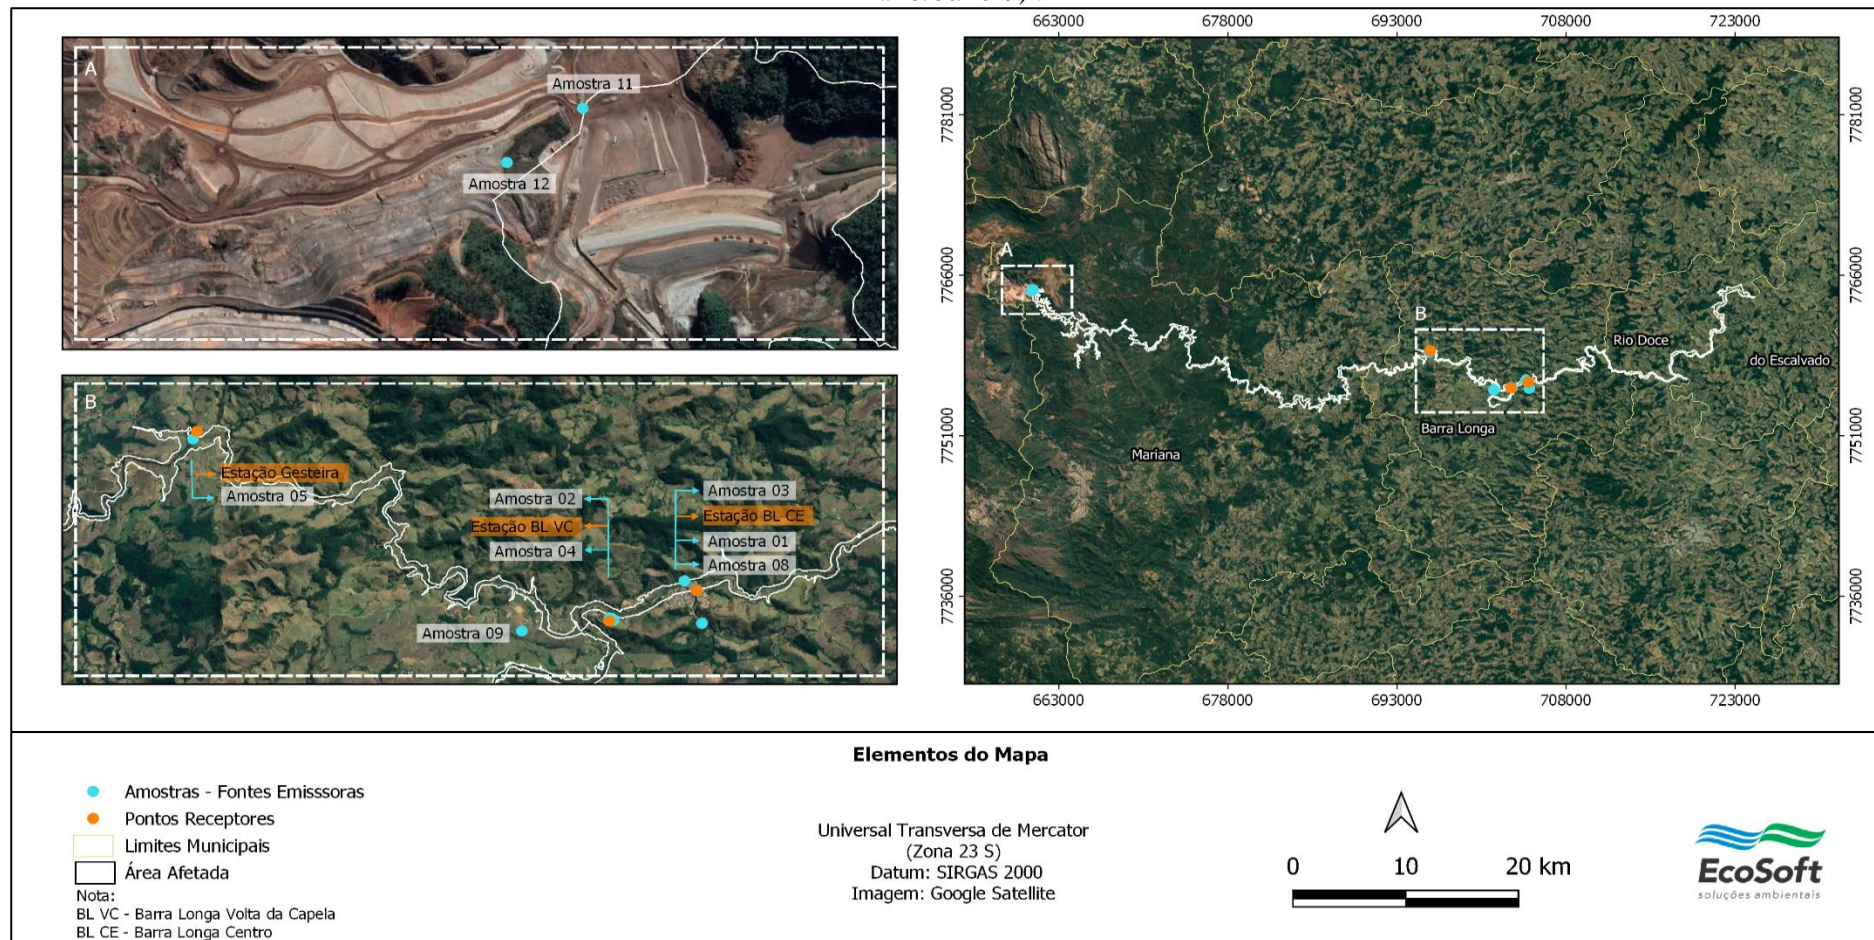 A
Amostra 11
Amostra 12
B
Estação Gesteira
Amostra 05
Amostra 02
Estação BL VC
Amostra 04
Amostra 03
Estação BL CE
Amostra 01
Amostra 08
Amostra 09
663000
678000
693000
708000
723000
7781000
7781000
7766000
7766000
7751000
7751000
7736000
7736000
A
B
Rio Doce
do Escalvado
Barra Longa
Mariana
663000
678000
693000
708000
723000
Elementos do Mapa
Amostras - Fontes Emisssoras
Pontos Receptores
Limites Municipais
Área Afetada
Nota:
BL VC - Barra Longa Volta da Capela
BL CE - Barra Longa Centro
Universal Transversa de Mercator
(Zona 23 S)
Datum: SIRGAS 2000
Imagem: Google Satellite
0 10 20 km
EcoSoft
soluções ambientais